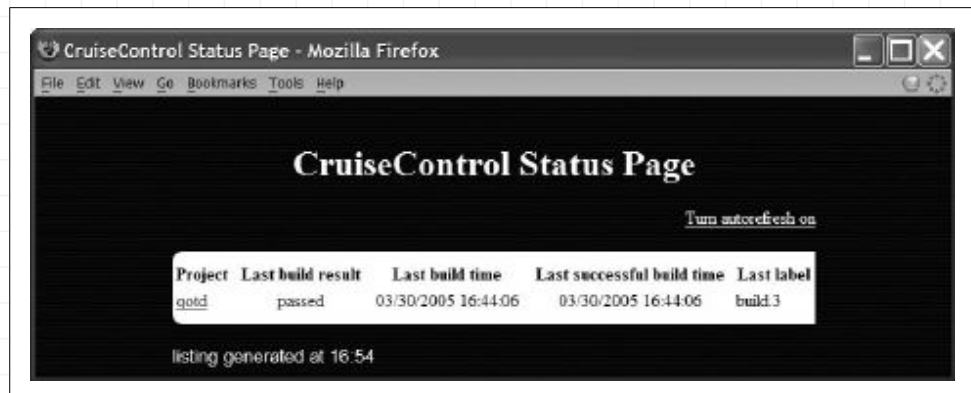 CruiseControl Status Page - Mozilla Firefox
File Edit View Go Bookmarks Tools Help
CruiseControl Status Page
Turn autorefresh on
Project Last build result Last build time Last successful build time Last label
qotd passed 03/30/2005 16:44:06 03/30/2005 16:44:06 build.3
listing generated at 16:54